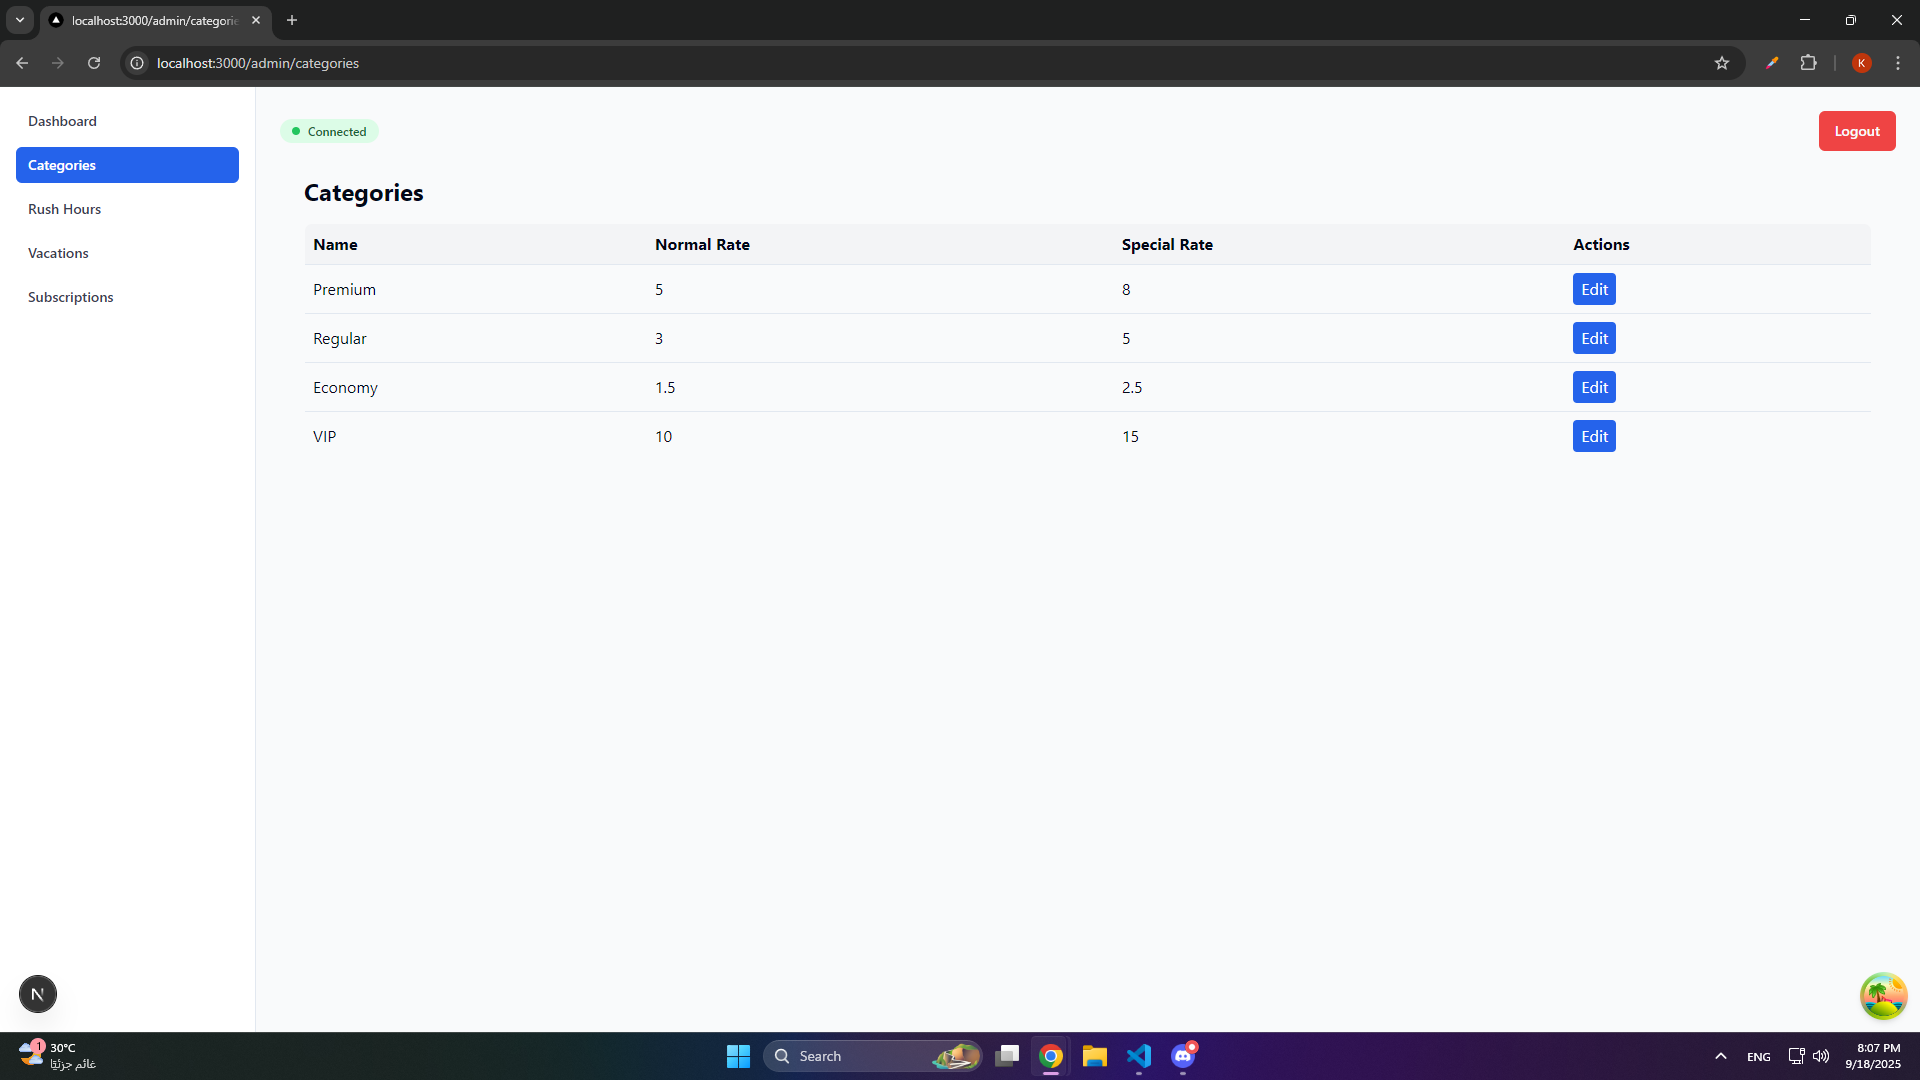 localhost:3000/admin/categorie
localhost:3000/admin/categories
K
Dashboard
Categories
Rush Hours
Vacations
Subscriptions
Connected
Logout
Categories
Name Normal Rate Special Rate Actions
Premium 5 8 Edit
Regular 3 5 Edit
Economy 1.5 2.5 Edit
VIP 10 15 Edit
N
1
30°C
غائم جزئيًا
Search
ENG
8:07 PM
9/18/2025